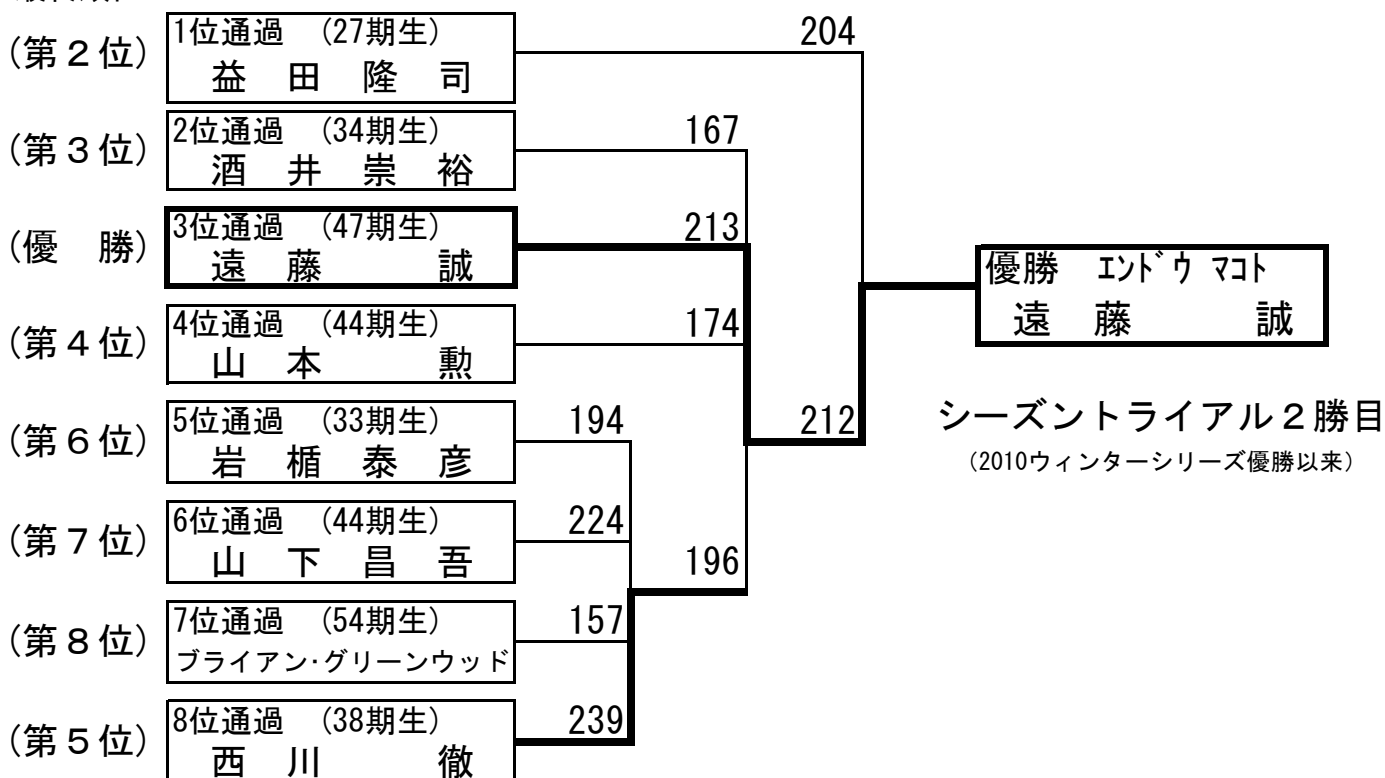 (第２位)
1位通過 (27期生)
益田隆司
204
(第３位)
2位通過 (34期生)
酒井崇裕
167
(優勝)
3位通過 (47期生)
遠藤誠
213
優勝 ｴﾝﾄﾞｳ ﾏｺﾄ
遠藤誠
(第４位)
4位通過 (44期生)
山本勲
174
シーズントライアル２勝目
(2010ウィンターシリーズ優勝以来)
212
(第６位)
5位通過 (33期生)
岩楯泰彦
194
(第７位)
6位通過 (44期生)
山下昌吾
224
196
(第８位)
7位通過 (54期生)
ブライアン･グリーンウッド
157
(第５位)
8位通過 (38期生)
西川徹
239